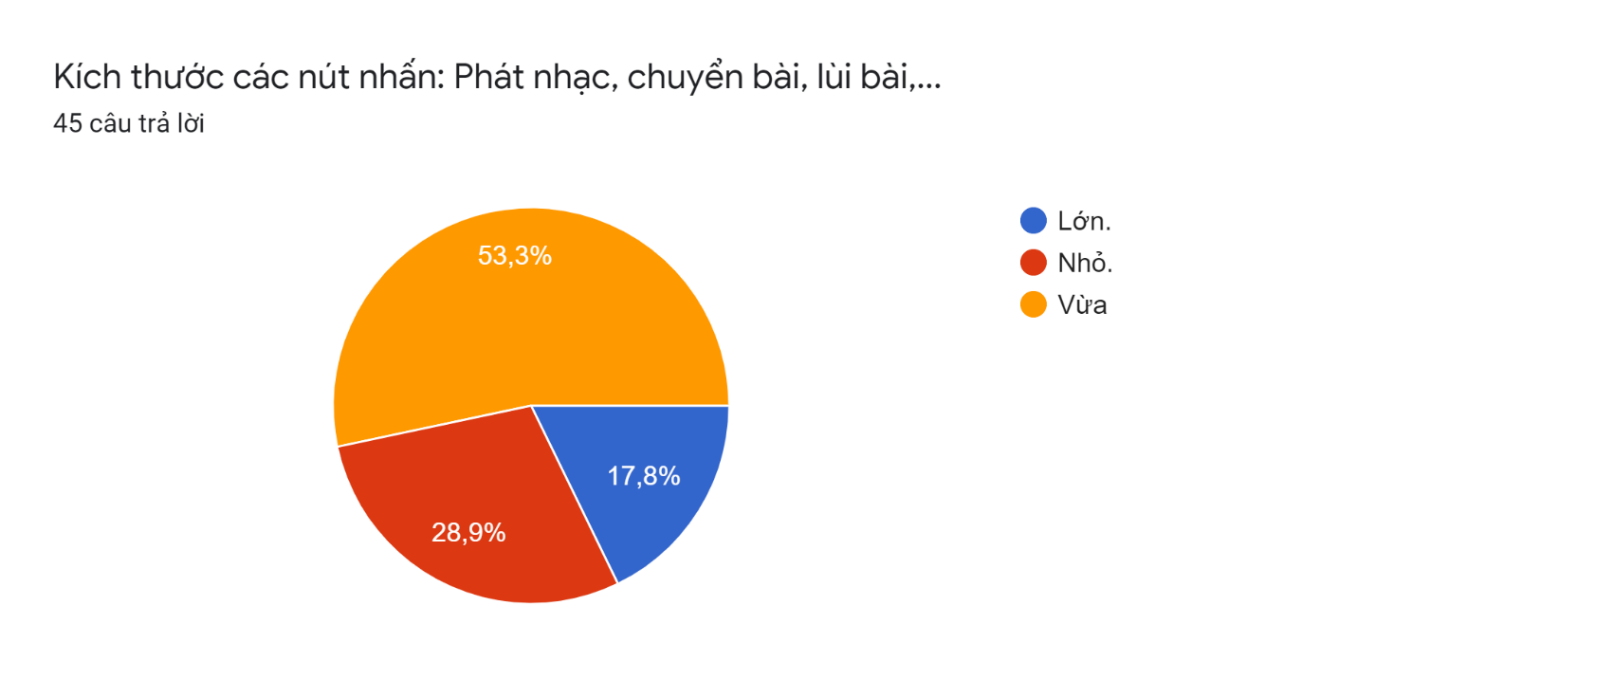 Kích thước các nút nhấn: Phát nhạc, chuyển bài, lùi bài,...
45 câu trả lời
53,3%
17,8%
28,9%
Lớn.
Nhỏ.
Vừa